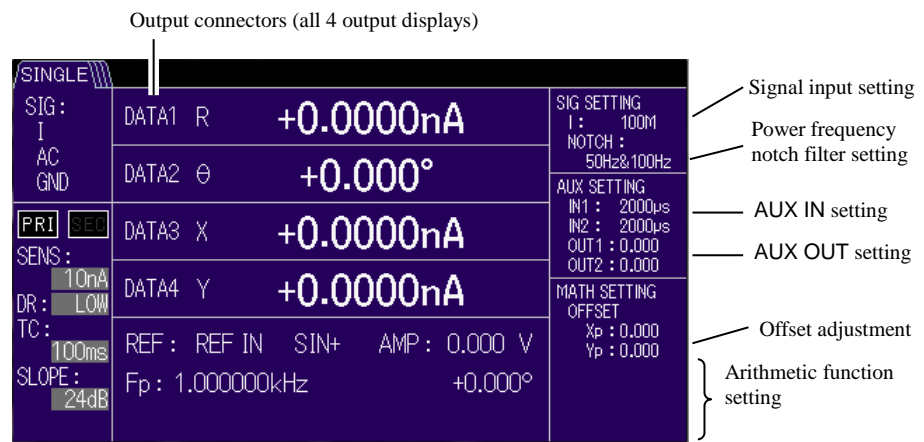 Output connectors (all 4 output displays)
SINGLE
SIG:
I
AC
GND
PRI SEC
SENS:
10nA
DR: LOW
TC:
100ms
SLOPE:
24dB
DATA1 R +0.0000nA
DATA2 θ +0.000°
DATA3 X +0.0000nA
DATA4 Y +0.0000nA
REF: REF IN SIN+ AMP: 0.000 V
Fp: 1.000000kHz +0.000°
SIG SETTING
I: 100M
NOTCH:
50Hz&100Hz
AUX SETTING
IN1: 2000µs
IN2: 2000µs
OUT1:0.000
OUT2:0.000
MATH SETTING
OFFSET
Xp:0.000
Yp:0.000
Signal input setting
Power frequency
notch filter setting
AUX IN setting
AUX OUT setting
Offset adjustment
Arithmetic function
setting